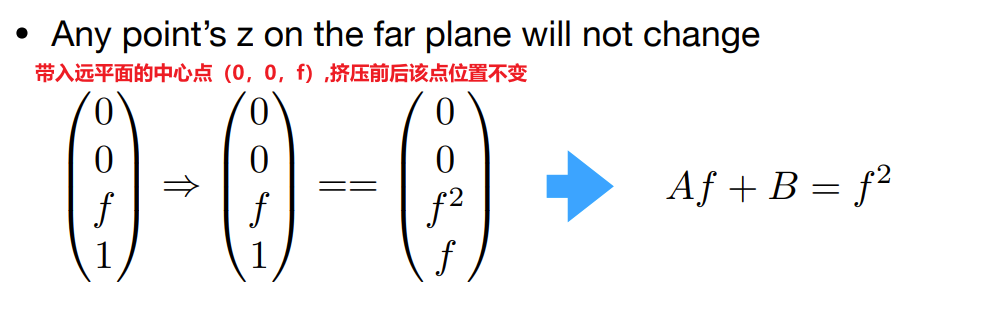 • Any point's z on the far plane will not change
带入远平面的中心点（0，0，f）,挤压前后该点位置不变
$\begin{pmatrix} 0 \\ 0 \\ f \\ 1 \end{pmatrix} \Rightarrow \begin{pmatrix} 0 \\ 0 \\ f \\ 1 \end{pmatrix} == \begin{pmatrix} 0 \\ 0 \\ f^2 \\ f \end{pmatrix}$ $Af + B = f^2$